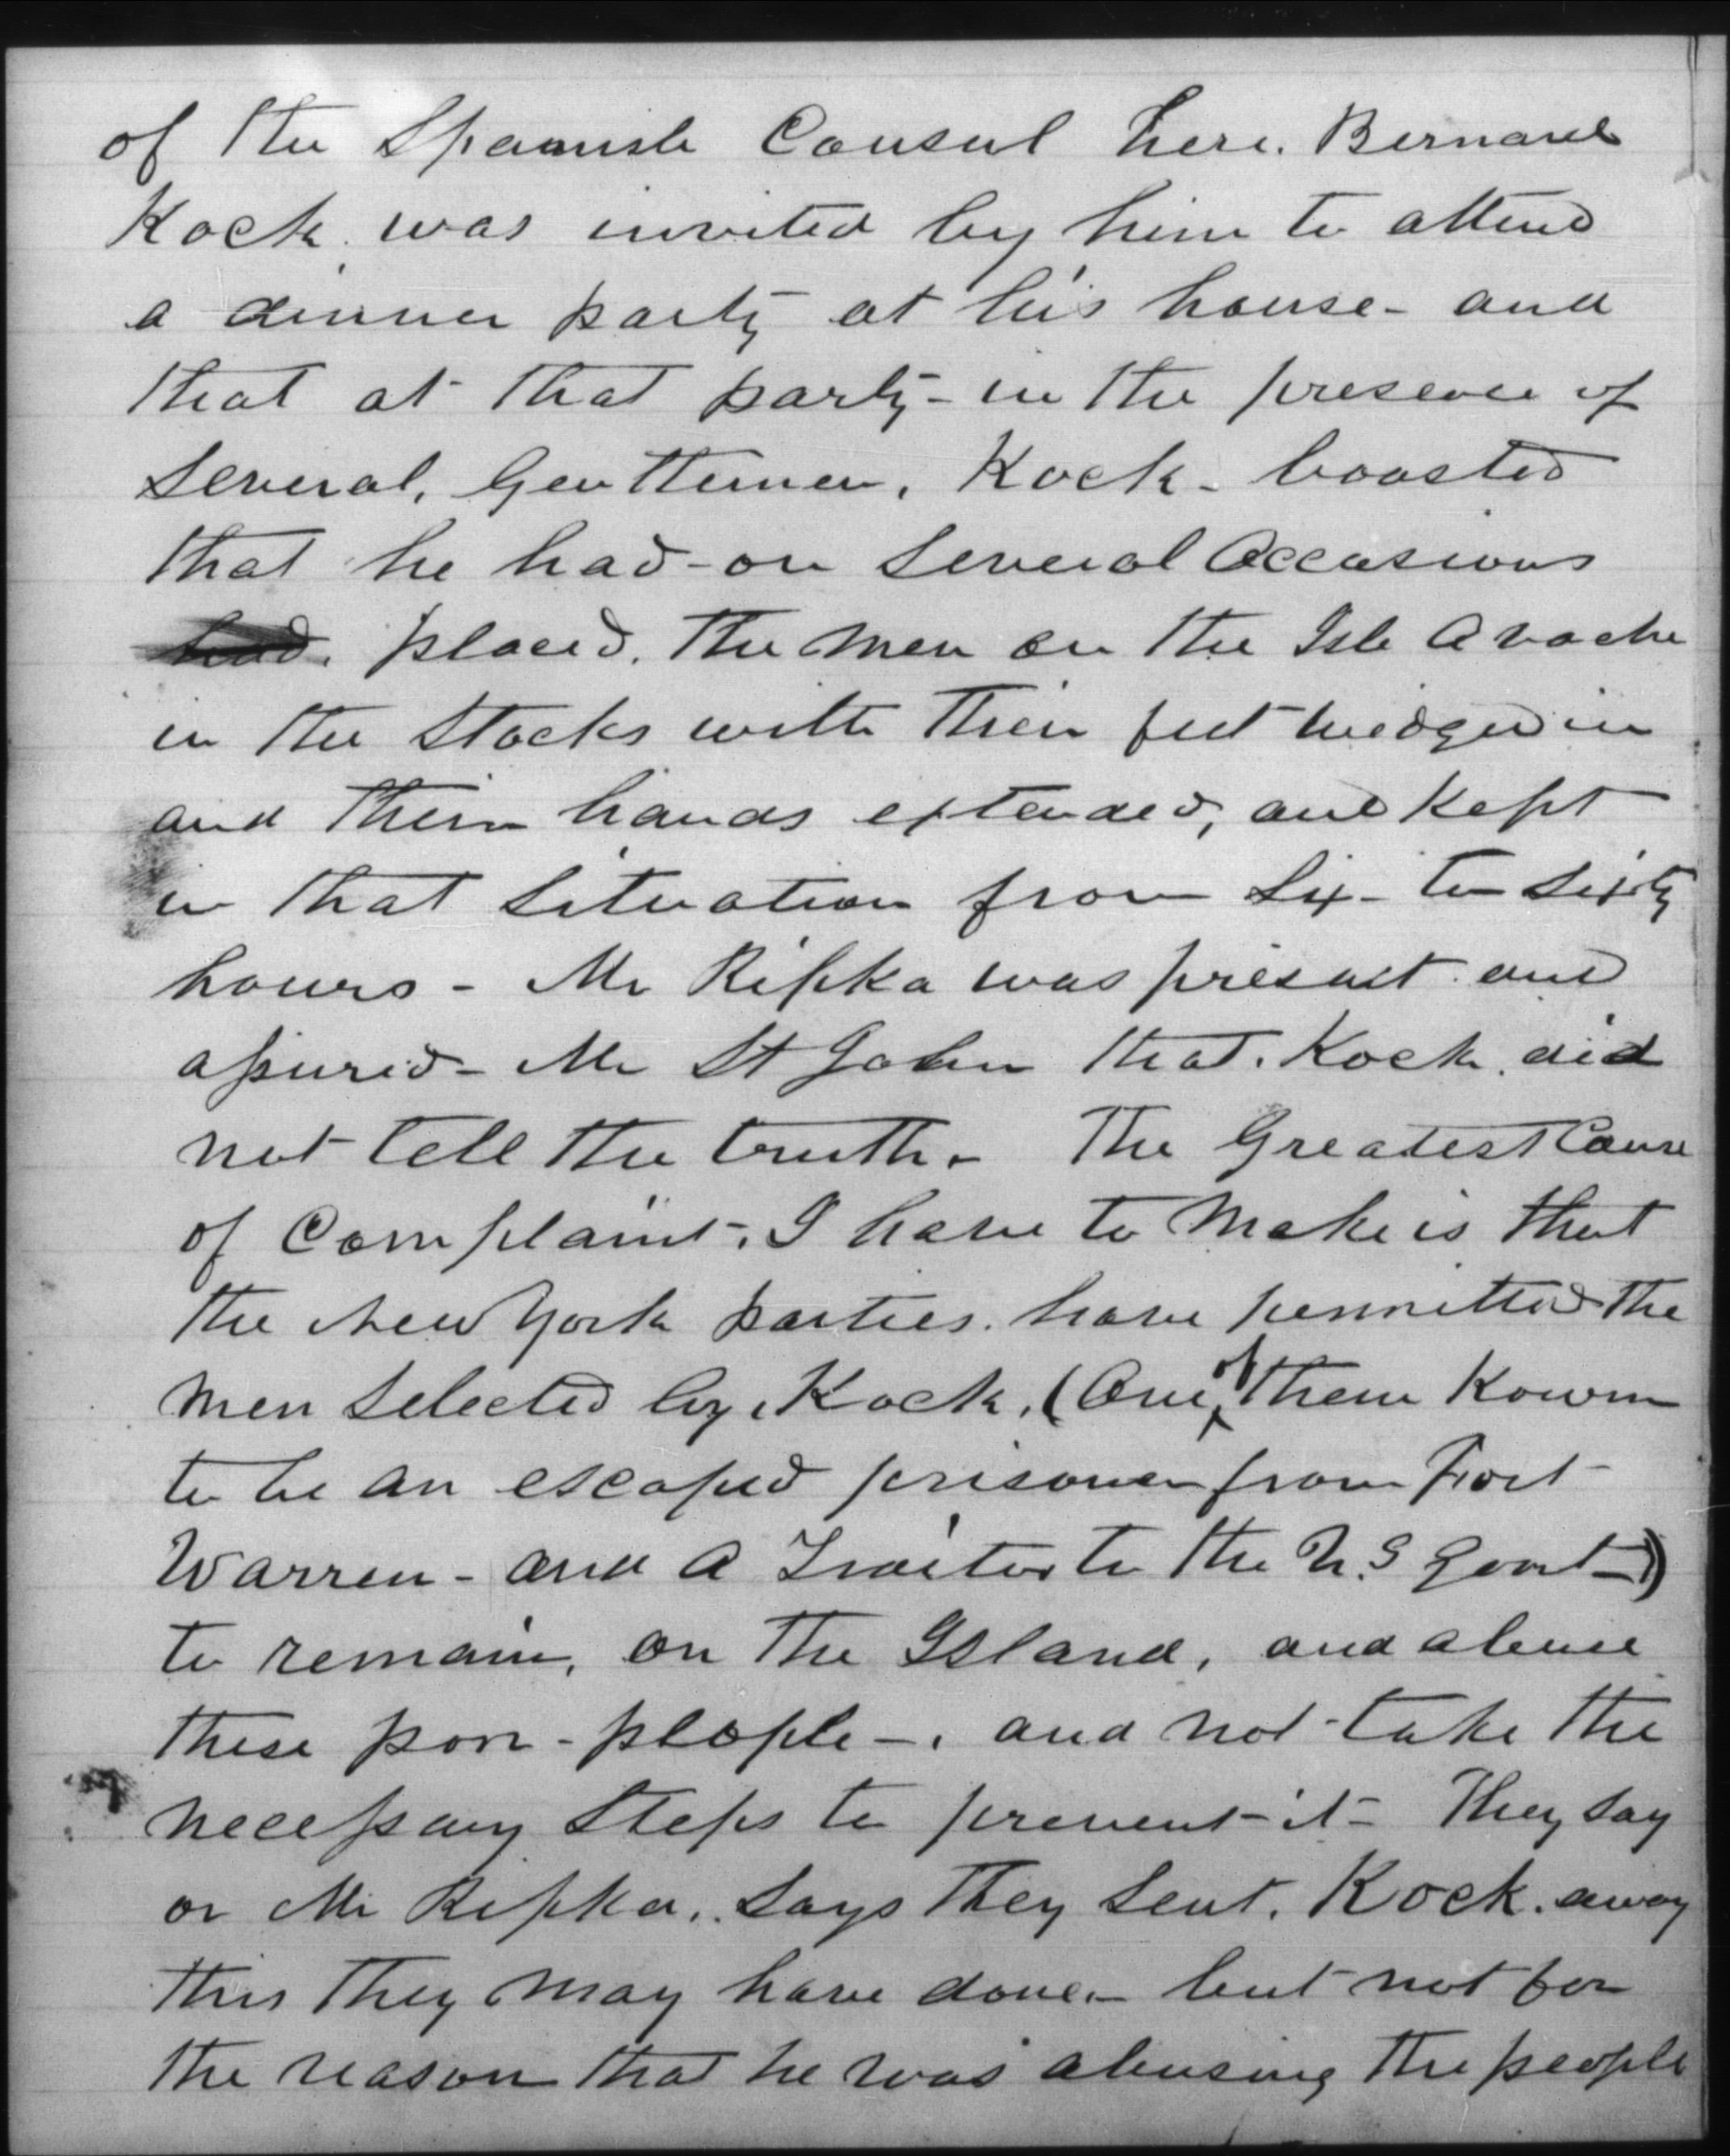 of the Spanish Consul here. Bernard
Kock was invited by him to attend
a dinner party at his house - and
that at that party - in the presence of
Several, Gentlemen, Kock - boasted
that he had - on Several Occasions
had. placed. the Men on the Isle Avache
in the Stocks with their feet wedged in
and their hands extended, and Kept
in that Situation from Six - to Sixty
hours - Mr Ripka was present and
assured - Mr St John that. Kock. did
not tell the truth. - The Greatest Cause
of Complaint, I have to Make is that
the New York parties. have permitted the
Men Selected by Kock, (One of them Kown
to be an escaped prisoner from Fort
Warren - and a Traitor to the U.S Govt -)
to remain, on the Island, and abuse
these poor - people -, and not take the
necessary Steps to prevent - it - They Say
or Mr Ripka, Says they Sent. Kock. away
this they May have done - but not for
the reason that he was abusing the people